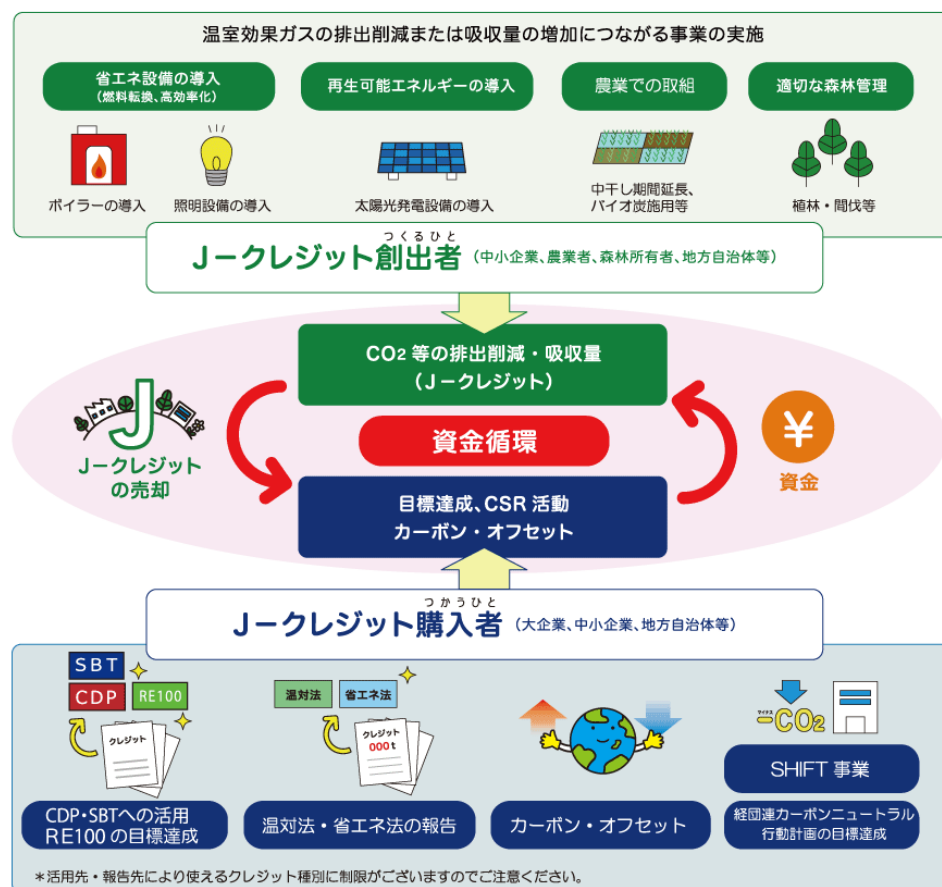 温室効果ガスの排出削減または吸収量の増加につながる事業の実施
省エネ設備の導入
(燃料転換、高効率化)
再生可能エネルギーの導入
農業での取組
適切な森林管理
ボイラーの導入
照明設備の導入
太陽光発電設備の導入
中干し期間延長、
バイオ炭施用等
植林・間伐等
つくるひと
J-クレジット創出者(中小企業、農業者、森林所有者、地方自治体等)
CO2 等の排出削減・吸収量
(J-クレジット)
J
J-クレジット
の売却
資金循環
¥
資金
目標達成、CSR 活動
カーボン・オフセット
つかうひと
J-クレジット購入者(大企業、中小企業、地方自治体等)
SBT
CDP
RE100
クレジット
CDP・SBTへの活用
RE100 の目標達成
温対法
省エネ法
クレジット
000t
温対法・省エネ法の報告
カーボン・オフセット
マイナス
-CO2
SHIFT 事業
経団連カーボンニュートラル
行動計画の目標達成
*活用先・報告先により使えるクレジット種別に制限がございますのでご注意ください。